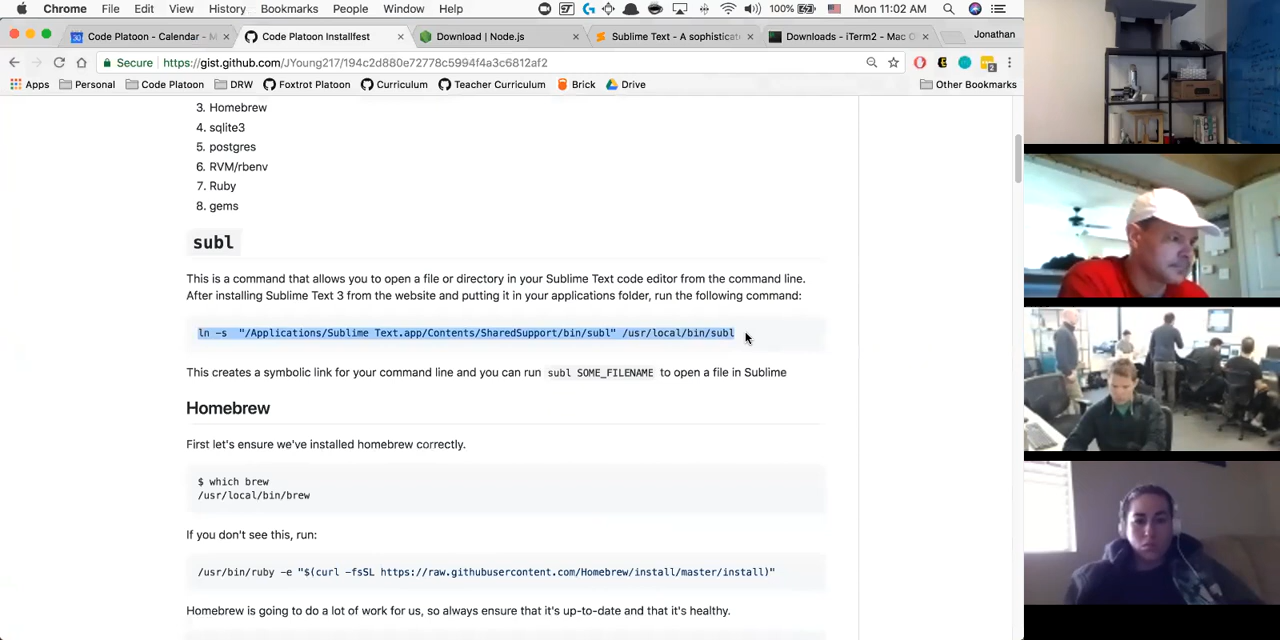 Chrome File Edit View History Bookmarks People Window Help 100% Mon 11:02 AM
Code Platoon - Calendar - M
Code Platoon Installfest
Download | Node.js
Sublime Text - A sophisticate
Downloads - iTerm2 - Mac O
Jonathan
Secure https://gist.github.com/JYoung217/194c2d880e72778c5994f4a3c6812af2
Apps Personal Code Platoon DRW Foxtrot Platoon Curriculum Teacher Curriculum Brick Drive Other Bookmarks
3. Homebrew
4. sqlite3
5. postgres
6. RVM/rbenv
7. Ruby
8. gems
subl
This is a command that allows you to open a file or directory in your Sublime Text code editor from the command line.
After installing Sublime Text 3 from the website and putting it in your applications folder, run the following command:
ln -s "/Applications/Sublime Text.app/Contents/SharedSupport/bin/subl" /usr/local/bin/subl
This creates a symbolic link for your command line and you can run subl SOME_FILENAME to open a file in Sublime
Homebrew
First let's ensure we've installed homebrew correctly.
$ which brew
/usr/local/bin/brew
If you don't see this, run:
/usr/bin/ruby -e "$(curl -fsSL https://raw.githubusercontent.com/Homebrew/install/master/install)"
Homebrew is going to do a lot of work for us, so always ensure that it's up-to-date and that it's healthy.